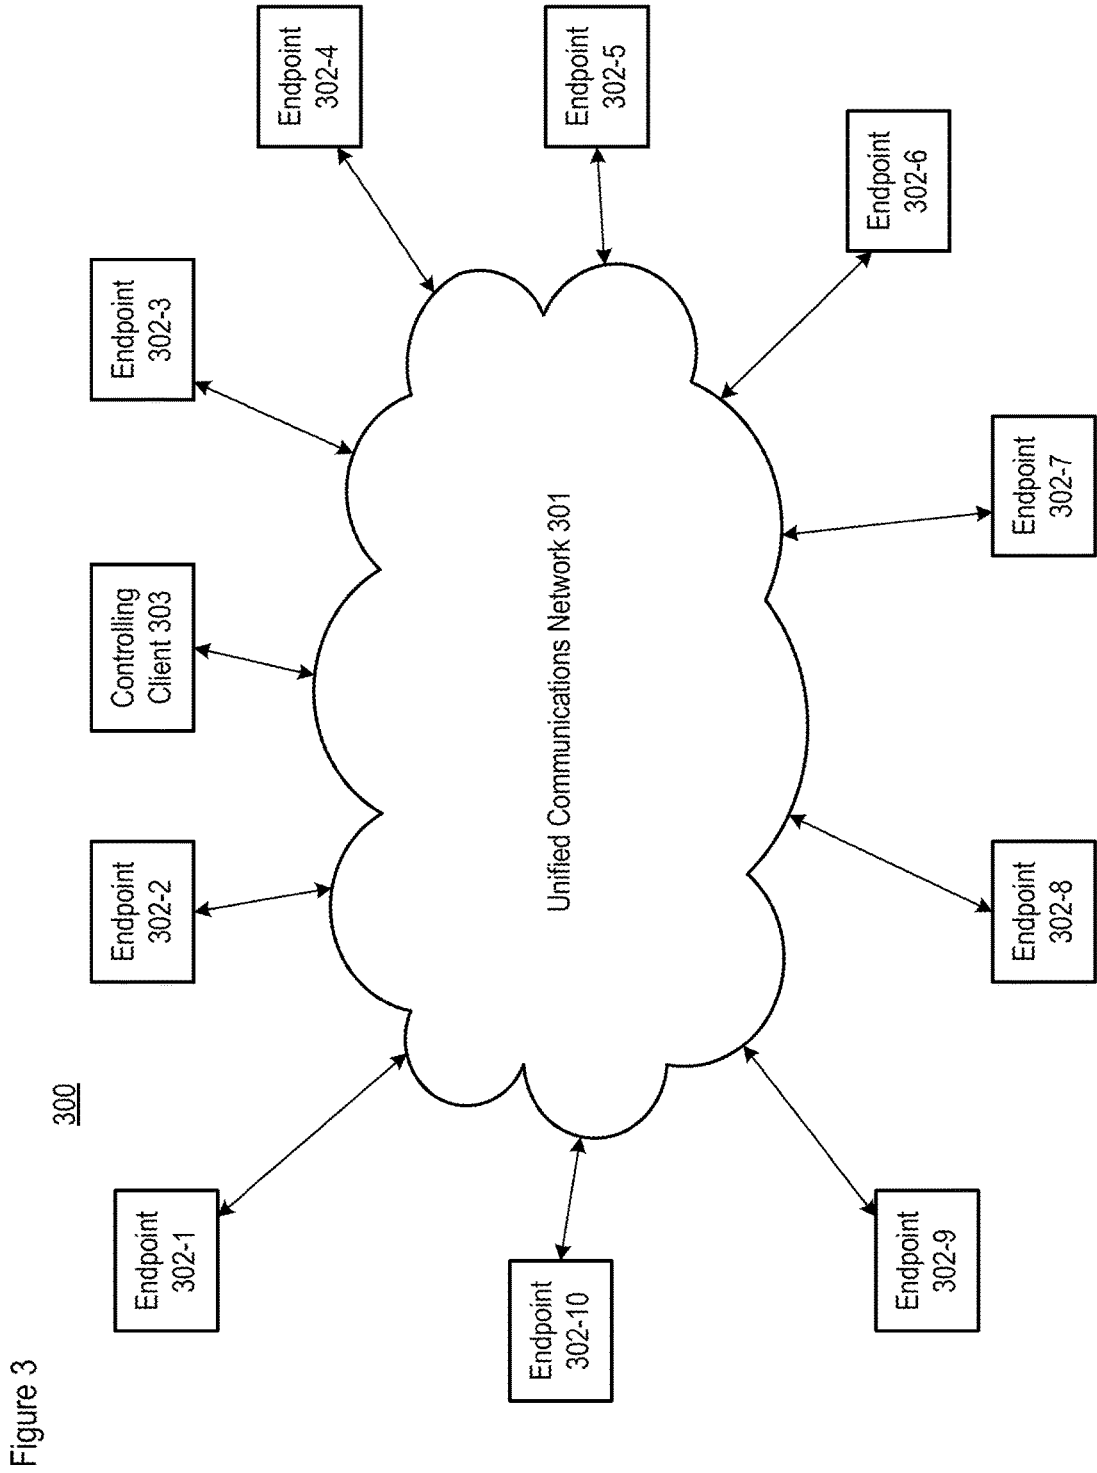 Figure 3
300
Endpoint
302-1
Endpoint
302-2
Controlling
Client 303
Endpoint
302-3
Endpoint
302-4
Endpoint
302-5
Endpoint
302-6
Endpoint
302-7
Endpoint
302-8
Endpoint
302-9
Endpoint
302-10
Unified Communications Network 301